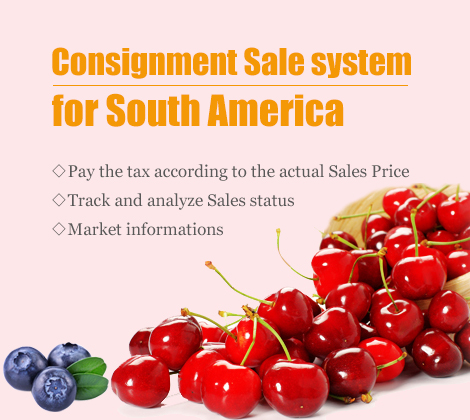 Consignment Sale system
for South America
◇Pay the tax according to the actual Sales Price
◇Track and analyze Sales status
◇Market informations